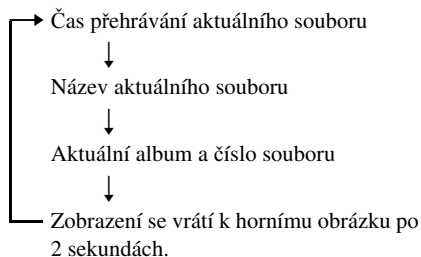 Čas přehrávání aktuálního souboru
Název aktuálního souboru
Aktuální album a číslo souboru
Zobrazení se vrátí k hornímu obrázku po
2 sekundách.